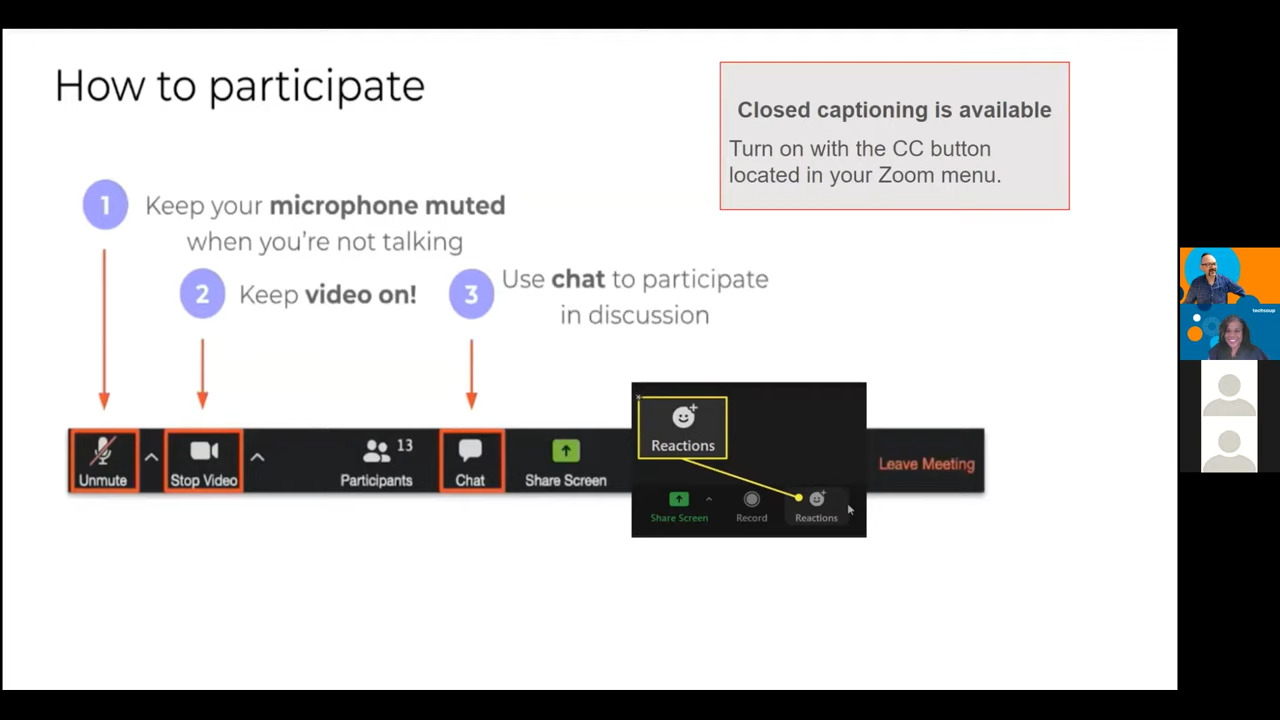 How to participate
Closed captioning is available
Turn on with the CC button
located in your Zoom menu.
1
Keep your microphone muted
when you're not talking
2
Keep video on!
3
Use chat to participate
in discussion
Unmute
Stop Video
13
Participants
Chat
Share Screen
Reactions
Share Screen
Record
Reactions
Leave Meeting
techsoup